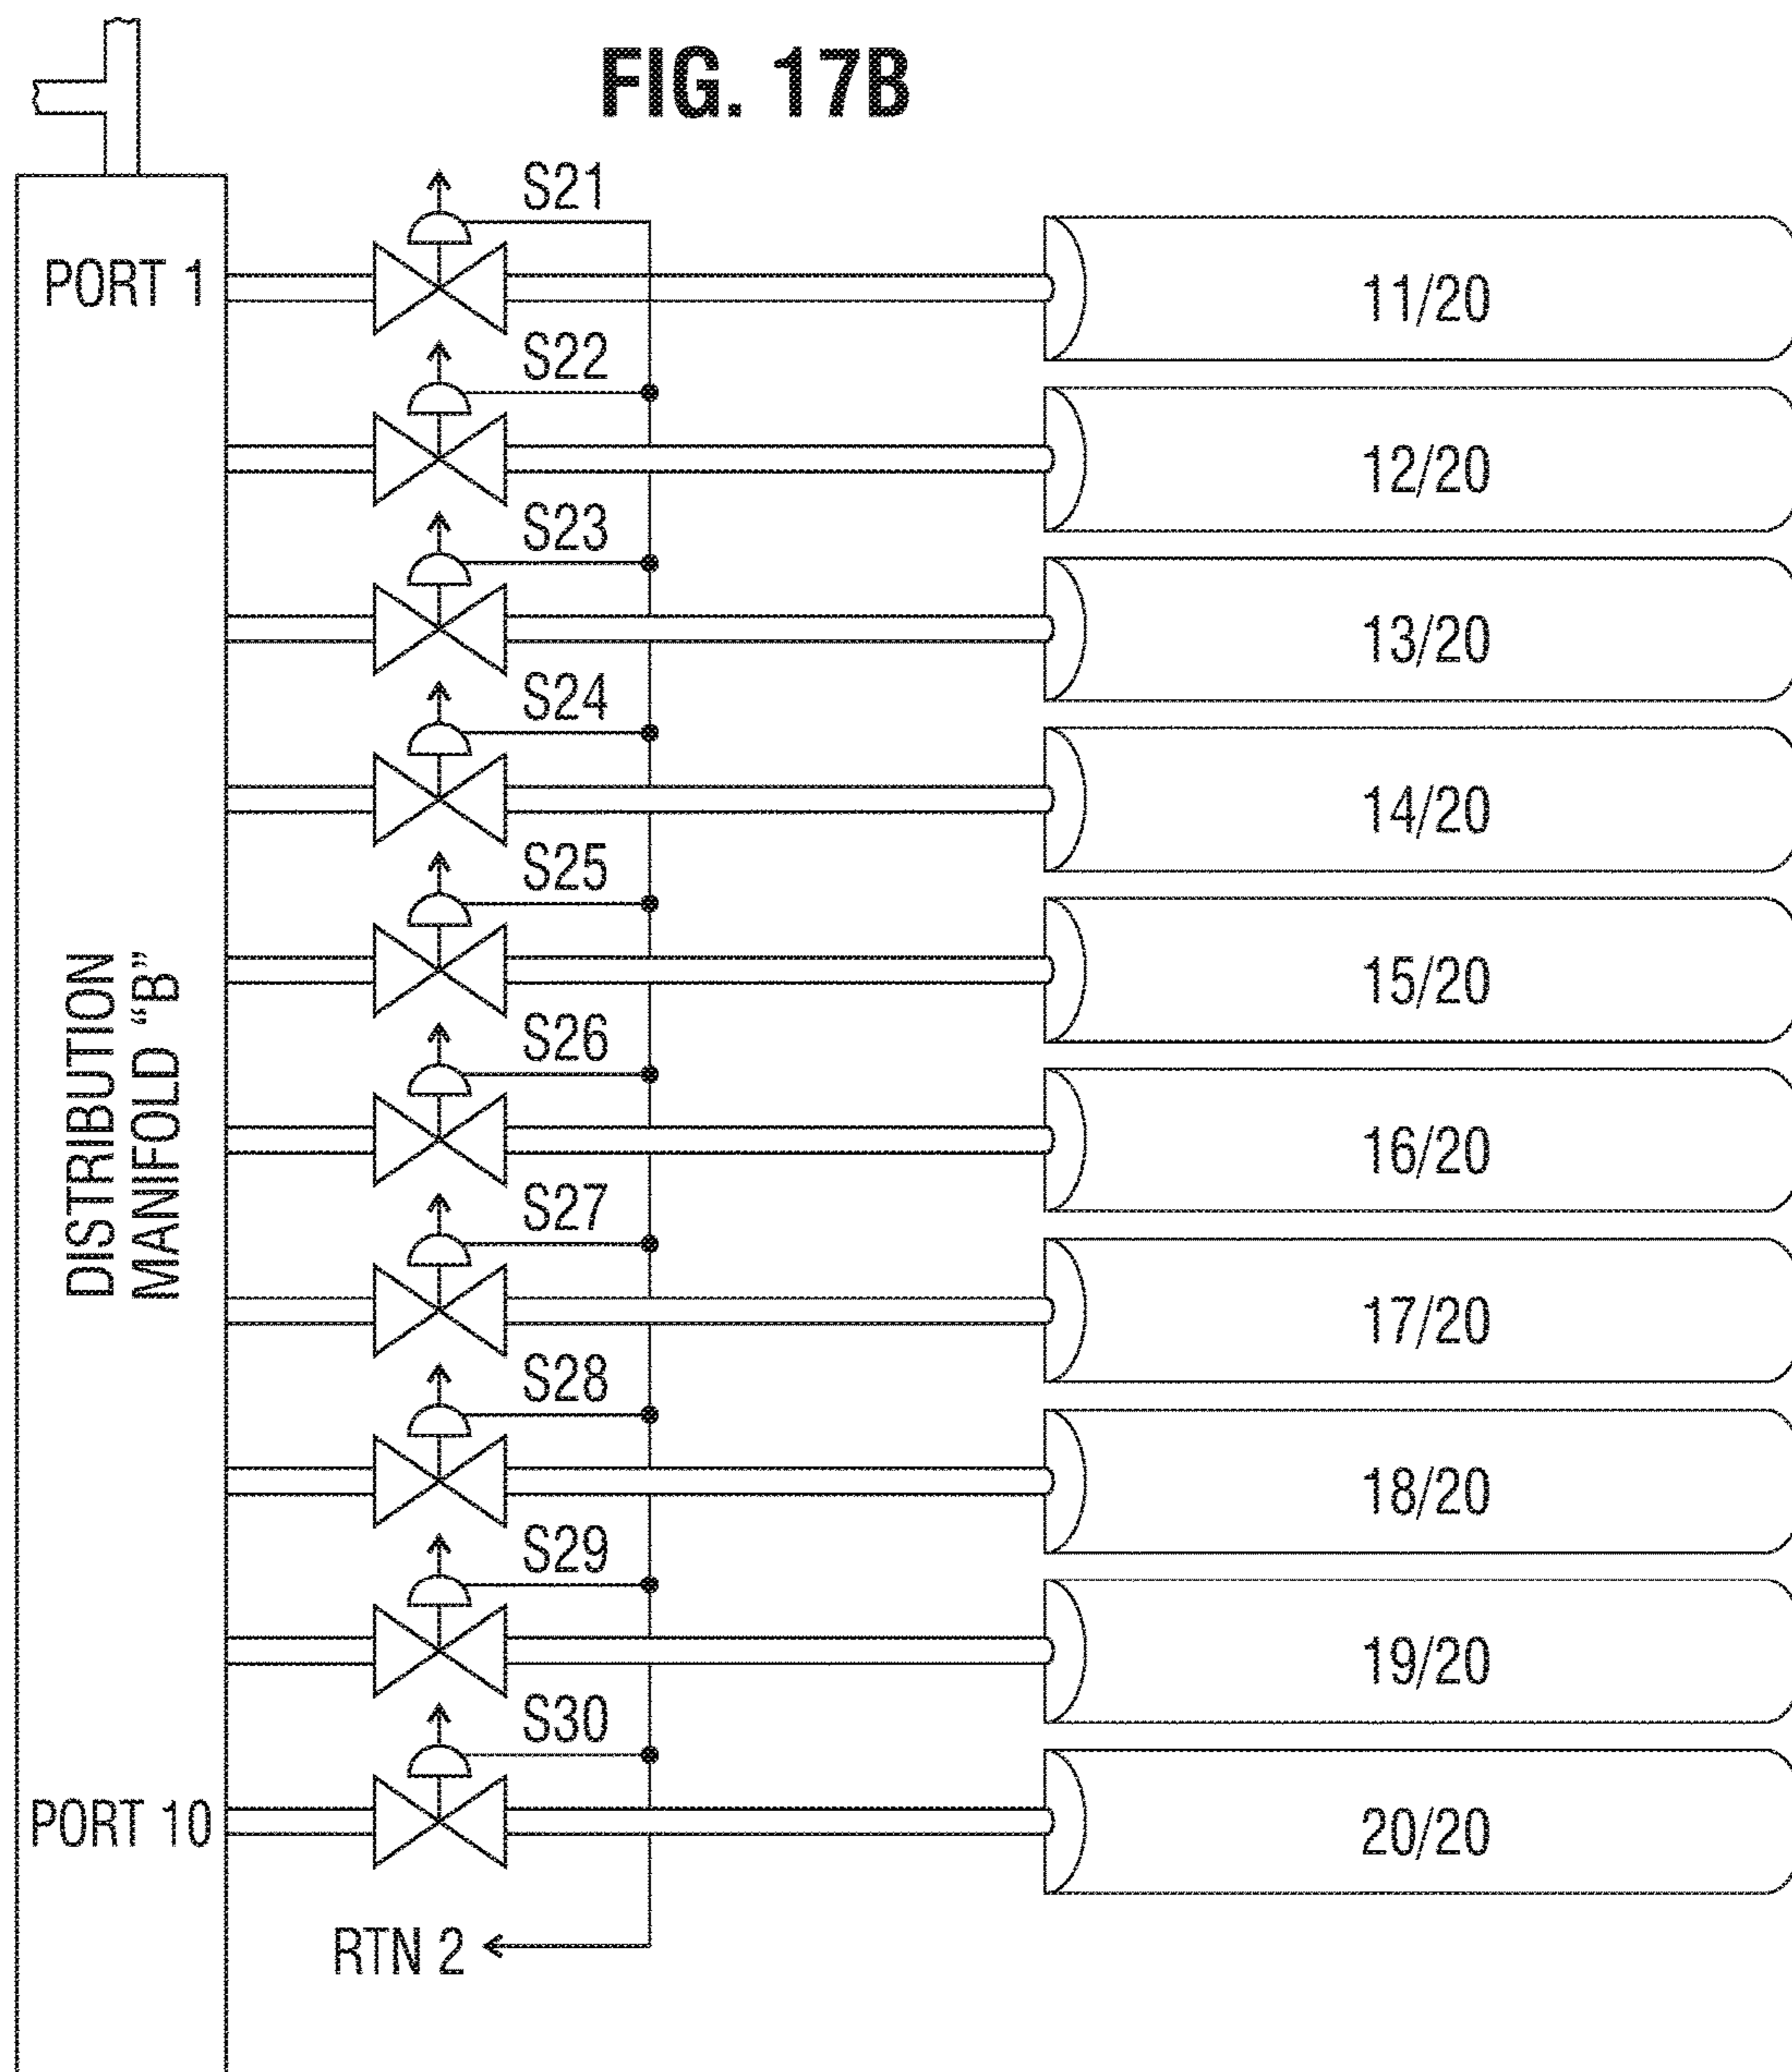 FIG. 17B
S21
PORT 1
11/20
S22
12/20
S23
13/20
S24
14/20
S25
15/20
DISTRIBUTION
MANIFOLD “B”
S26
16/20
S27
17/20
S28
18/20
S29
19/20
S30
PORT 10
20/20
RTN 2